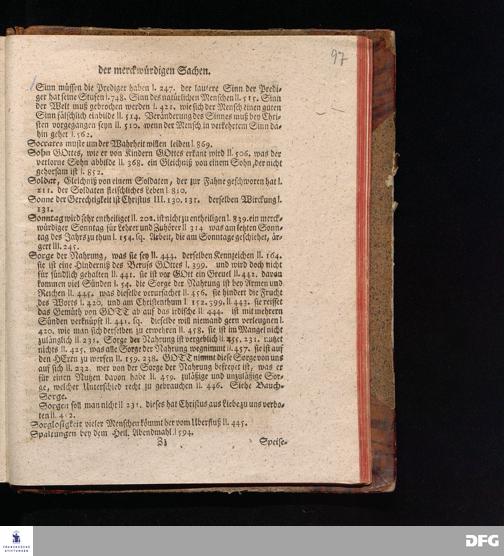 97
der merckwürdigen Sachen.
Sinn müssen die Prediger haben I. 247. der lautere Sinn der Predi-
ger hat seine Stufen I. 748. Sinn des natürlichen Menschen II. 515. Sinn
der Welt muß gebrochen werden I. 421. wie sich der Mensch einen guten
Sinn fälschlich einbilde II. 514. Veränderung des Sinnes muß bey Chri-
sten vorgegangen seyn II. 510. wenn der Mensch in verkehrtem Sinn da-
hin gehet I. 562.
Socrates muste um der Wahrheit willen leiden I. 869.
Sohn GOttes, wie er von Kindern GOttes erkant wird II. 506. was der
verlorne Sohn abbilde II. 368. ein Gleichniß von einem Sohn, der nicht
gehorsam ist I. 852.
Soldat, Gleichniß von einem Soldaten, der zur Fahne geschworen hat I.
211. der Soldaten fleischliches Leben I. 810.
Sonne der Gerechtigkeit ist Christus III. 130. 131. derselben Wirckung I.
131.
Sonntag wird sehr entheiliget II. 202. ist nicht zu entheiligen I. 839. ein merck-
würdiger Sonntag für Lehrer und Zuhörer II 314 was am letzten Sonn-
tag des Jahrs zu thun I. 154. sq. Arbeit, die am Sonntage geschiehet, är-
gert III. 245.
Sorge der Nahrung, was sie sey II. 443. derselben Kennzeichen II. 164.
sie ist eine Hinderniß des Berufs GOttes I. 399. und wird doch nicht
für sündlich gehalten II. 441. sie ist vor GOtt ein Greuel II. 441. davon
kommen viel Sünden I. 54. die Sorge der Nahrung ist bey Armen und
Reichen II. 445. was dieselbe verursachet II. 456. sie hindert die Frucht
des Worts I. 420. und am Christenthum I. 152. 399. II. 443. sie reisset
das Gemüth von GOTT ab auf das irdische II. 444. ist mit mehrern
Sünden verknüpft II. 441. sq. Dieselbe will niemand gern verleugnen I.
420. wie man sich derselben zu erwehren II. 458. sie ist im Mangel nicht
zulänglich II. 231. Sorge der Nahrung ist vergeblich II. 455. 231. nutzet
nichts II. 425. was alle Sorge der Nahrung wegnimmt II. 457. sie ist auf
den HErrn zu werfen II. 159. 238. GOTT nimmt diese Sorge von uns
auf sich II. 232. wer von der Sorge der Nahrung befreyet ist, was er
für einen Nutzen davon habe II. 459. zuläßige und unzuläßige Sor-
ge, welcher Unterschied recht zu gebrauchen II. 446. Siehe Bauch-
Sorge.
Sorgen soll man nicht II 231. dieses hat Christus aus Liebe zu uns verbo-
ten II.
Sorglosigkeit vieler Menschen kömmt her vom Uberfluß II. 445.
Spaltungen bey dem Heil. Abendmahl. I 594.
Speise-
FRANCKESCHE STIFTUNGEN
DFG